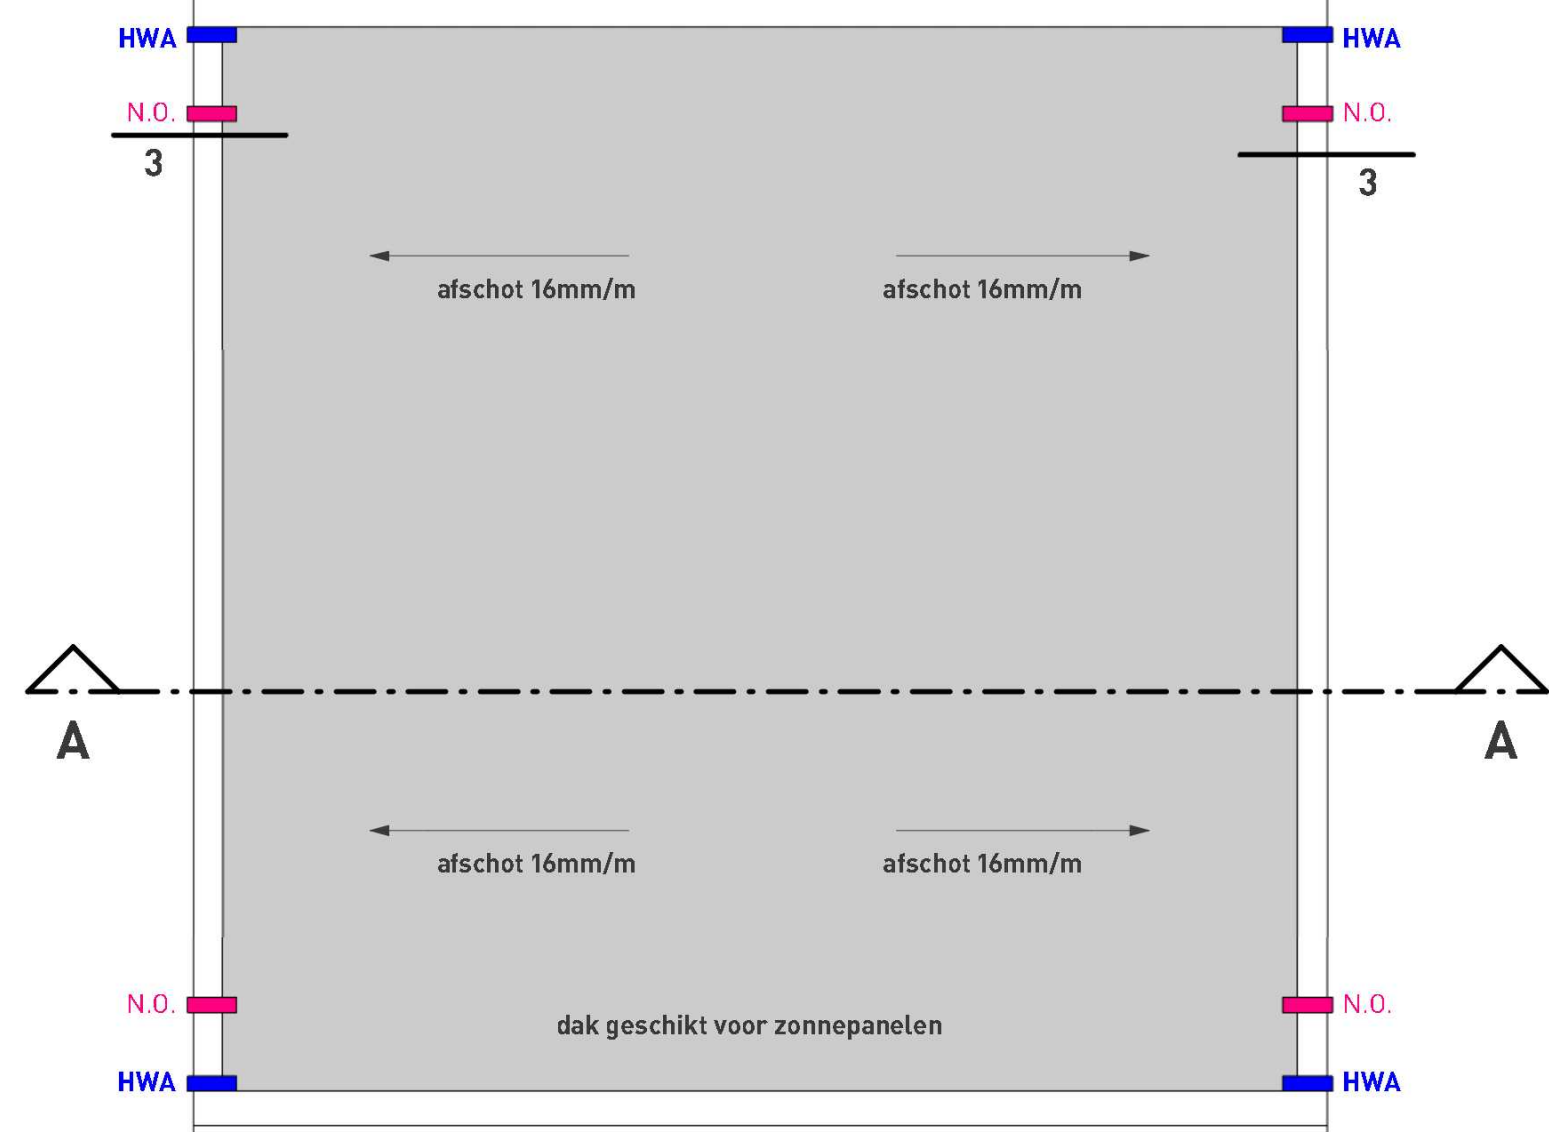 HWA HWA
N.O. N.O.
3 3
afschot 16mm/m afschot 16mm/m
A A
afschot 16mm/m afschot 16mm/m
N.O. N.O.
dak geschikt voor zonnepanelen
HWA HWA